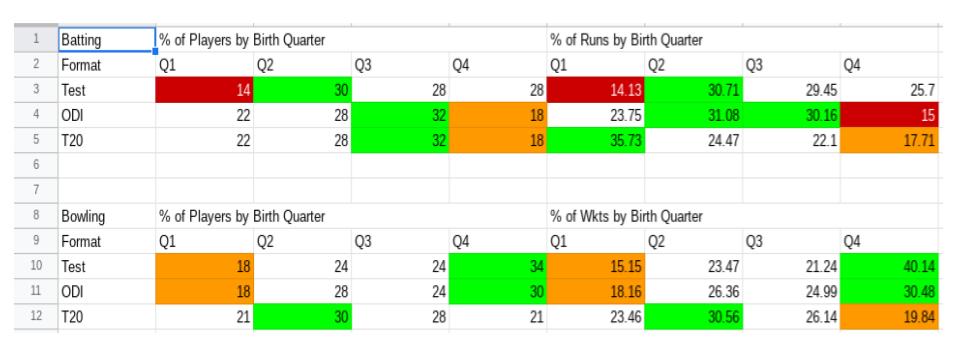 1 Batting % of Players by Birth Quarter % of Runs by Birth Quarter
2 Format Q1 Q2 Q3 Q4 Q1 Q2 Q3 Q4
3 Test 14 30 28 28 14.13 30.71 29.45 25.7
4 ODI 22 28 32 18 23.75 31.08 30.16 15
5 T20 22 28 32 18 35.73 24.47 22.1 17.71
6
7
8 Bowling % of Players by Birth Quarter % of Wkts by Birth Quarter
9 Format Q1 Q2 Q3 Q4 Q1 Q2 Q3 Q4
10 Test 18 24 24 34 15.15 23.47 21.24 40.14
11 ODI 18 28 24 30 18.16 26.36 24.99 30.48
12 T20 21 30 28 21 23.46 30.56 26.14 19.84